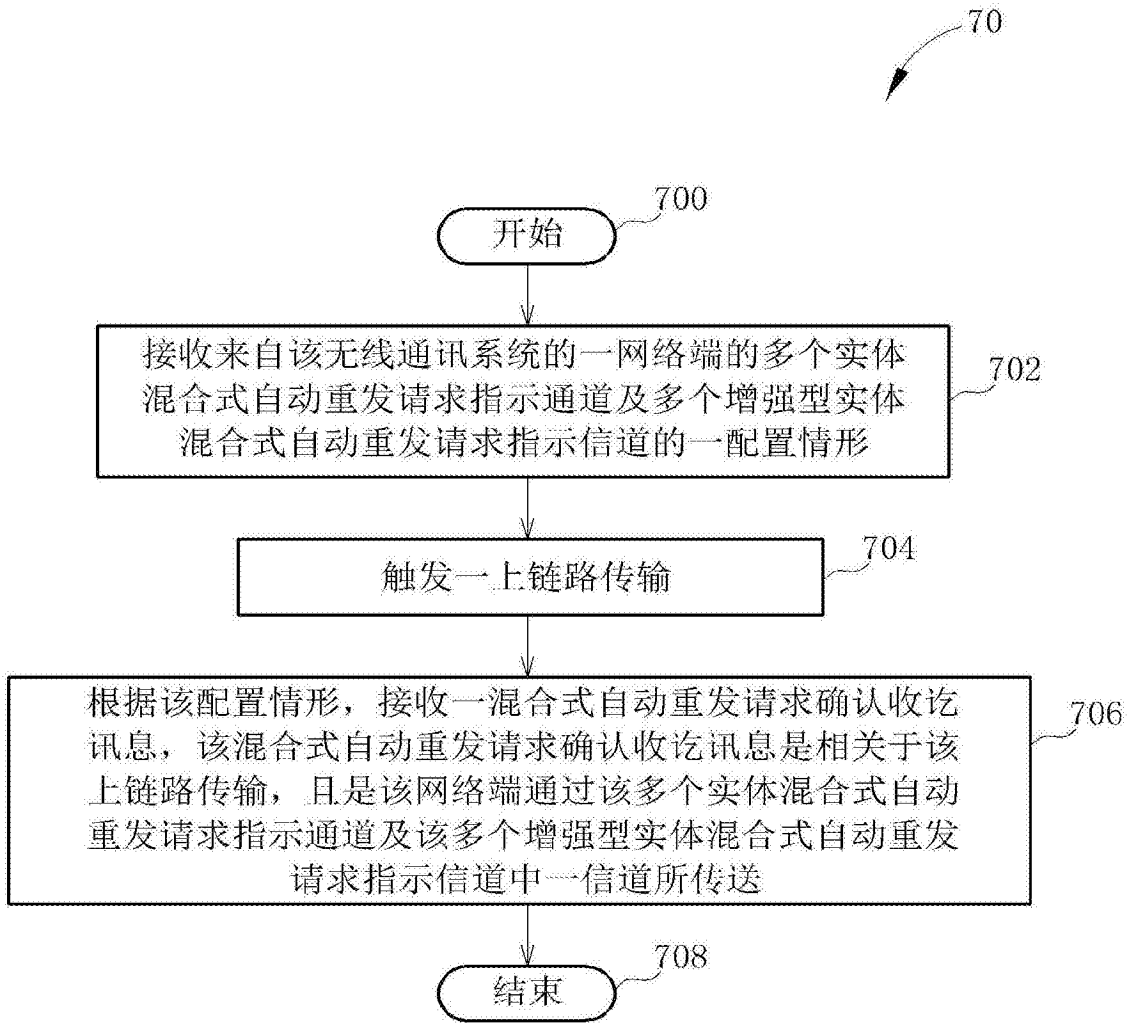 70
700
开始
接收来自该无线通讯系统的一网络端的多个实体
混合式自动重发请求指示通道及多个增强型实体
混合式自动重发请求指示信道的一配置情形
702
触发一上链路传输
704
根据该配置情形，接收一混合式自动重发请求确认收讫
讯息，该混合式自动重发请求确认收讫讯息是相关于该
上链路传输，且是该网络端通过该多个实体混合式自动
重发请求指示通道及该多个增强型实体混合式自动重发
请求指示信道中一信道所传送
706
708
结束